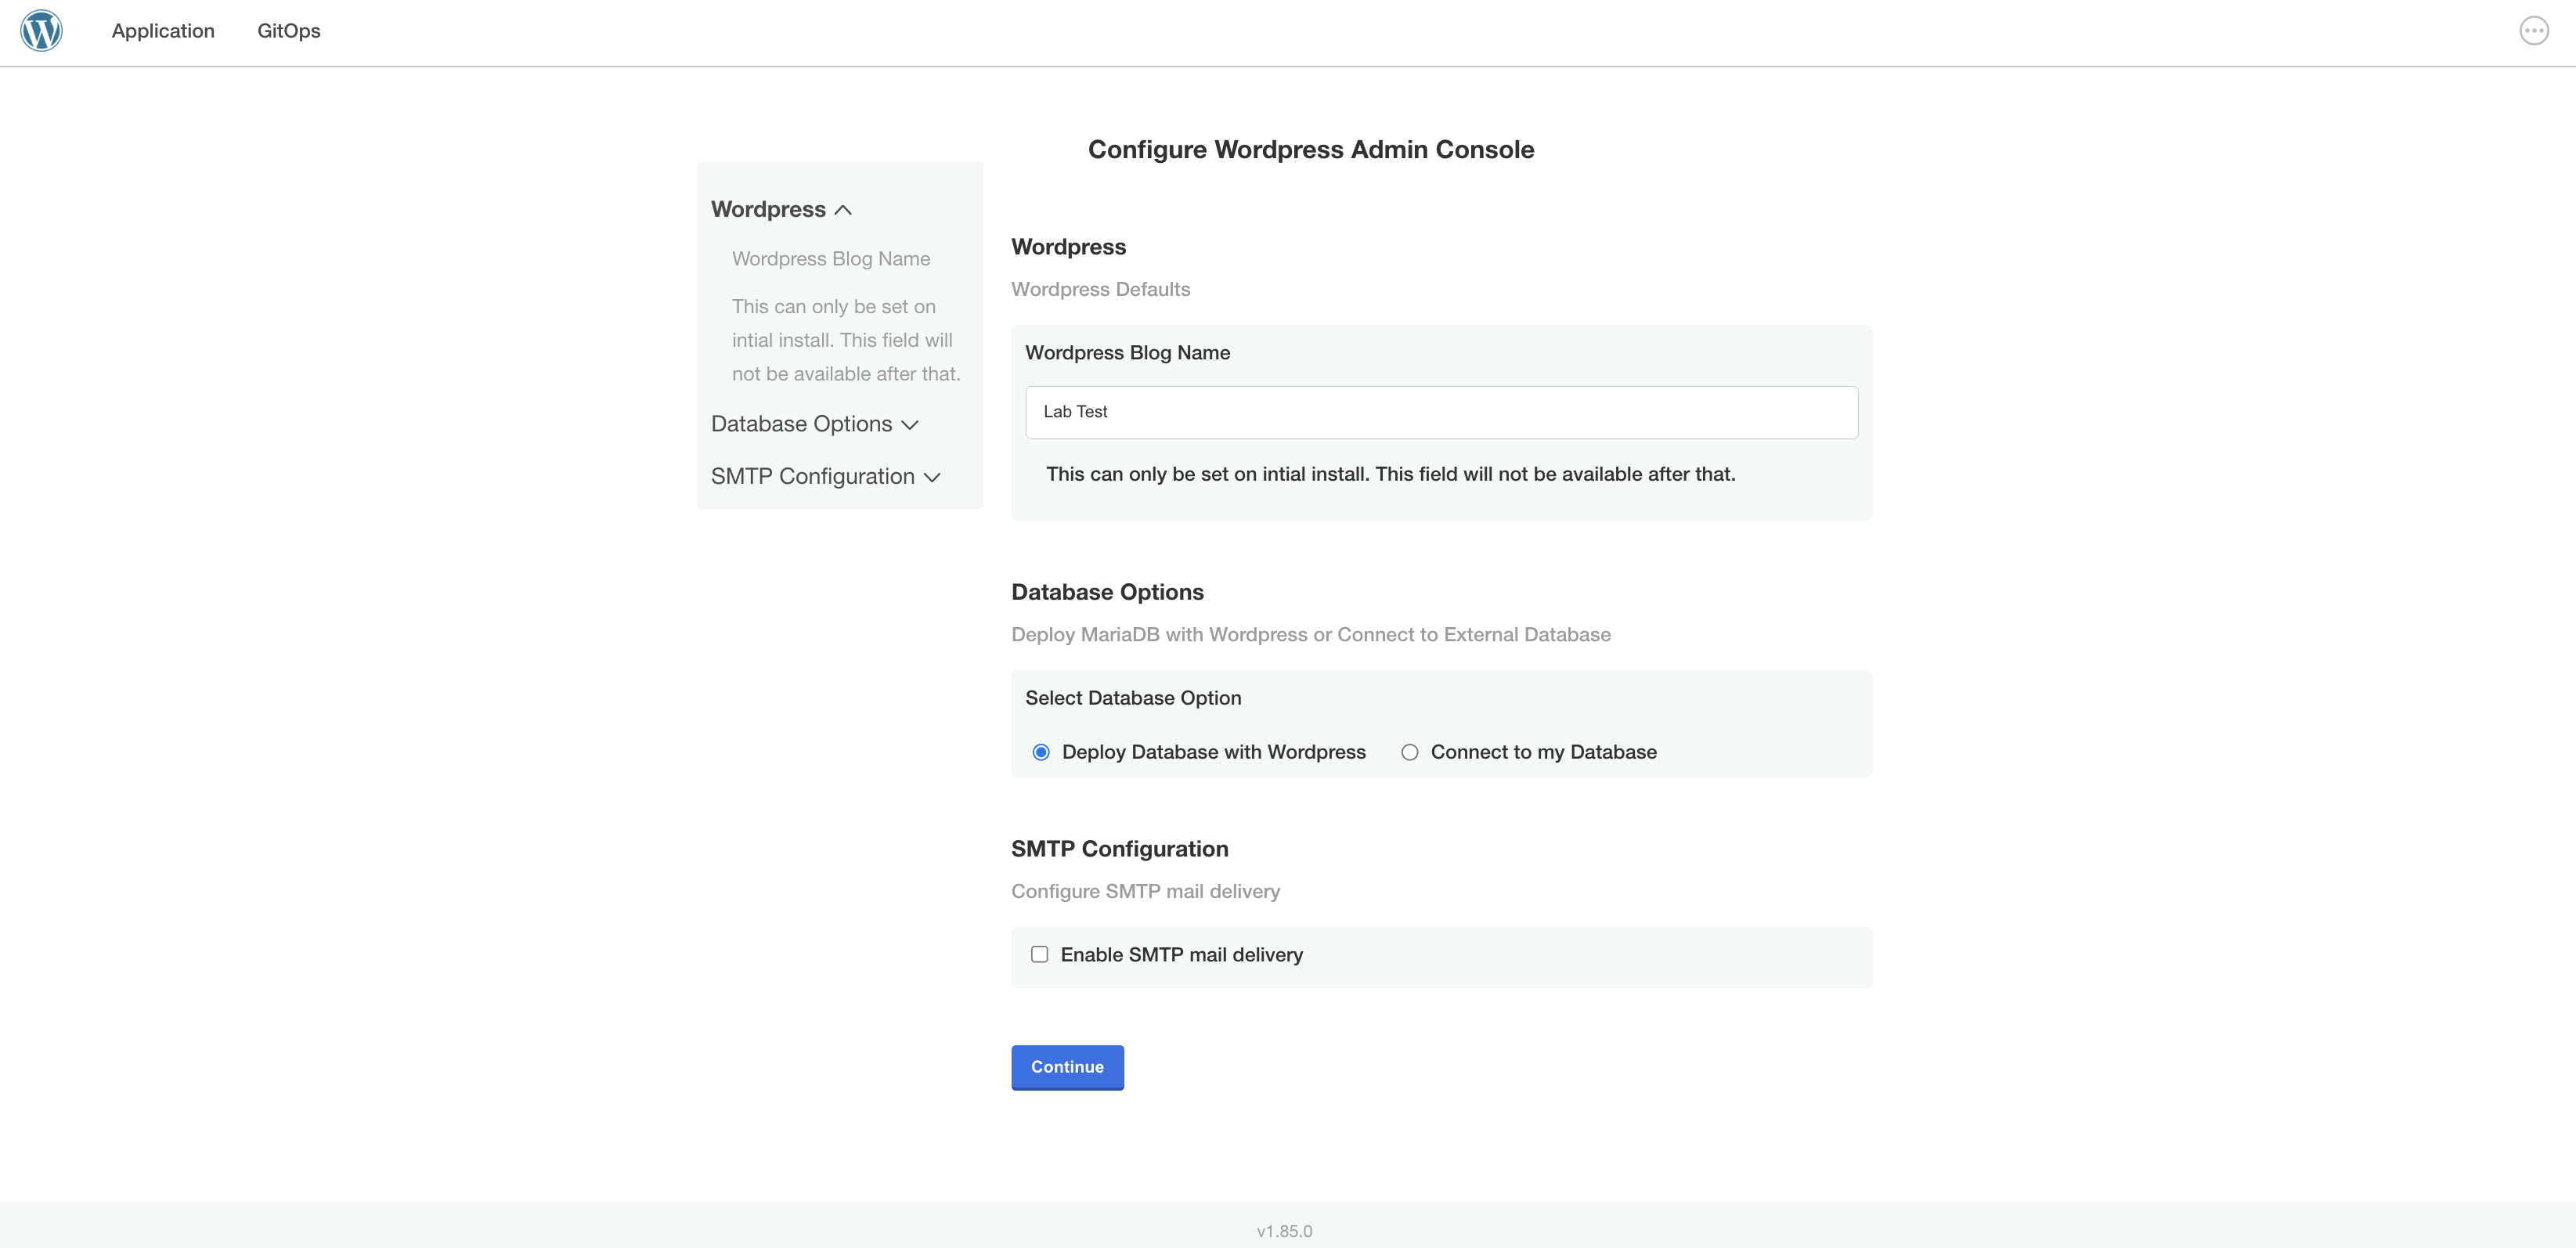 Application
GitOps
Configure Wordpress Admin Console
Wordpress
Wordpress Blog Name
This can only be set on
intial install. This field will
not be available after that.
Database Options
SMTP Configuration
Wordpress
Wordpress Defaults
Wordpress Blog Name
Lab Test
This can only be set on intial install. This field will not be available after that.
Database Options
Deploy MariaDB with Wordpress or Connect to External Database
Select Database Option
Deploy Database with Wordpress
Connect to my Database
SMTP Configuration
Configure SMTP mail delivery
Enable SMTP mail delivery
Continue
v1.85.0